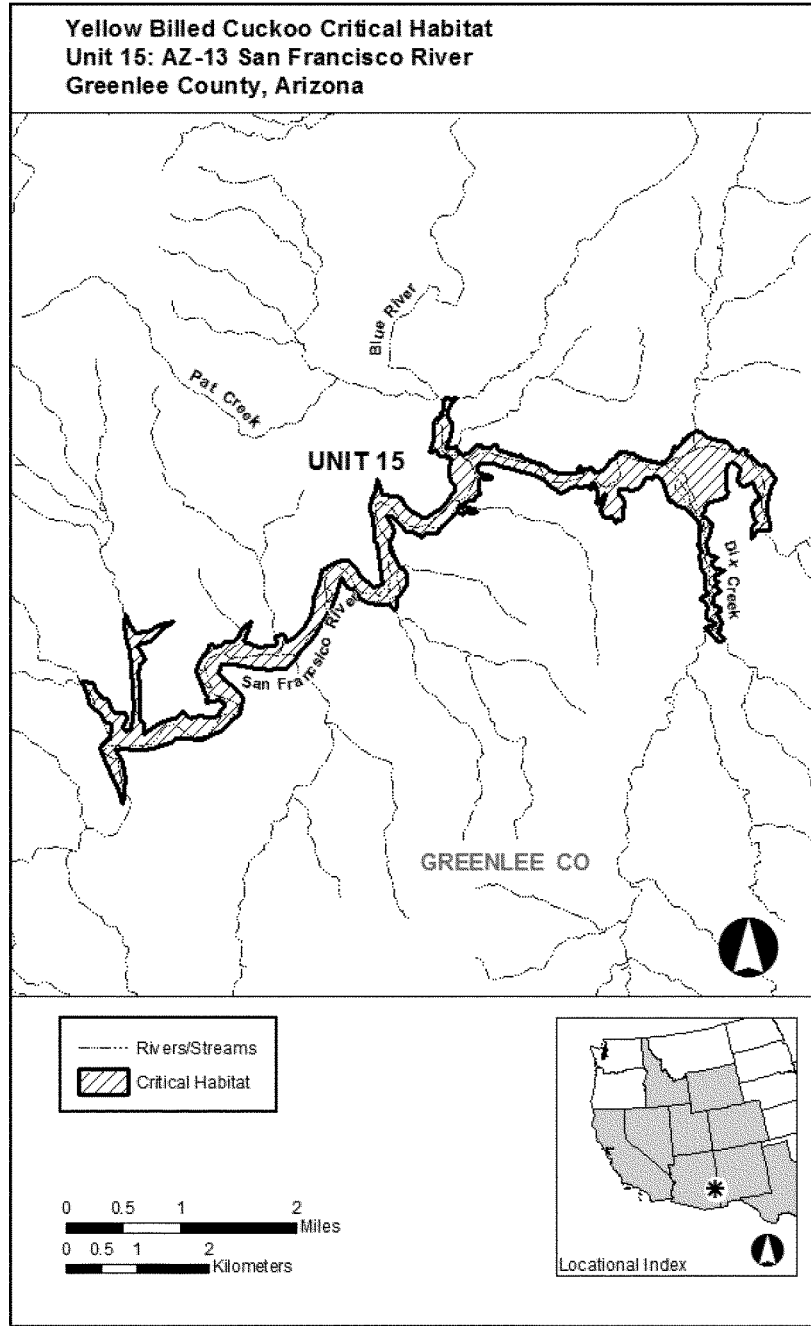 Yellow Billed Cuckoo Critical Habitat
Unit 15: AZ-13 San Francisco River
Greenlee County, Arizona
Blue River
Pat Creek
UNIT 15
Dix Creek
San Francsico River
GREENLEE CO
Rivers/Streams
Critical Habitat
0 0.5 1 2
Miles
0 0.5 1 2
Kilometers
Locational Index